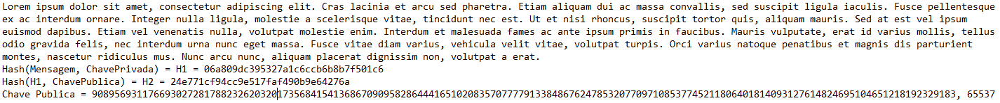 Lorem ipsum dolor sit amet, consectetur adipiscing elit. Cras lacinia et arcu sed pharetra. Etiam aliquam dui ac massa convallis, sed suscipit ligula iaculis. Fusce pellentesque
ex ac interdum ornare. Integer nulla ligula, molestie a scelerisque vitae, tincidunt nec est. Ut et nisi rhoncus, suscipit tortor quis, aliquam mauris. Sed at est vel ipsum
euismod dapibus. Etiam vel venenatis nulla, volutpat molestie enim. Interdum et malesuada fames ac ante ipsum primis in faucibus. Mauris vulputate, erat id varius mollis, tellus
odio gravida felis, nec interdum urna nunc eget massa. Fusce vitae diam varius, vehicula velit vitae, volutpat turpis. Orci varius natoque penatibus et magnis dis parturient
montes, nascetur ridiculus mus. Nunc arcu nunc, aliquam placerat dignissim non, volutpat a erat.
Hash(Mensagem, ChavePrivada) = H1 = 06a809dc395327a1c6ccb6b8b7f501c6
Hash(H1, ChavePublica) = H2 = 24e771cf94cc9e517faf490b9e64276a
Chave Publica = 908956931176693027281788232620320173568415413686709095828644416510208357077779133848676247853207709710853774521180640181409312761482469510465121819232​9183, 65537